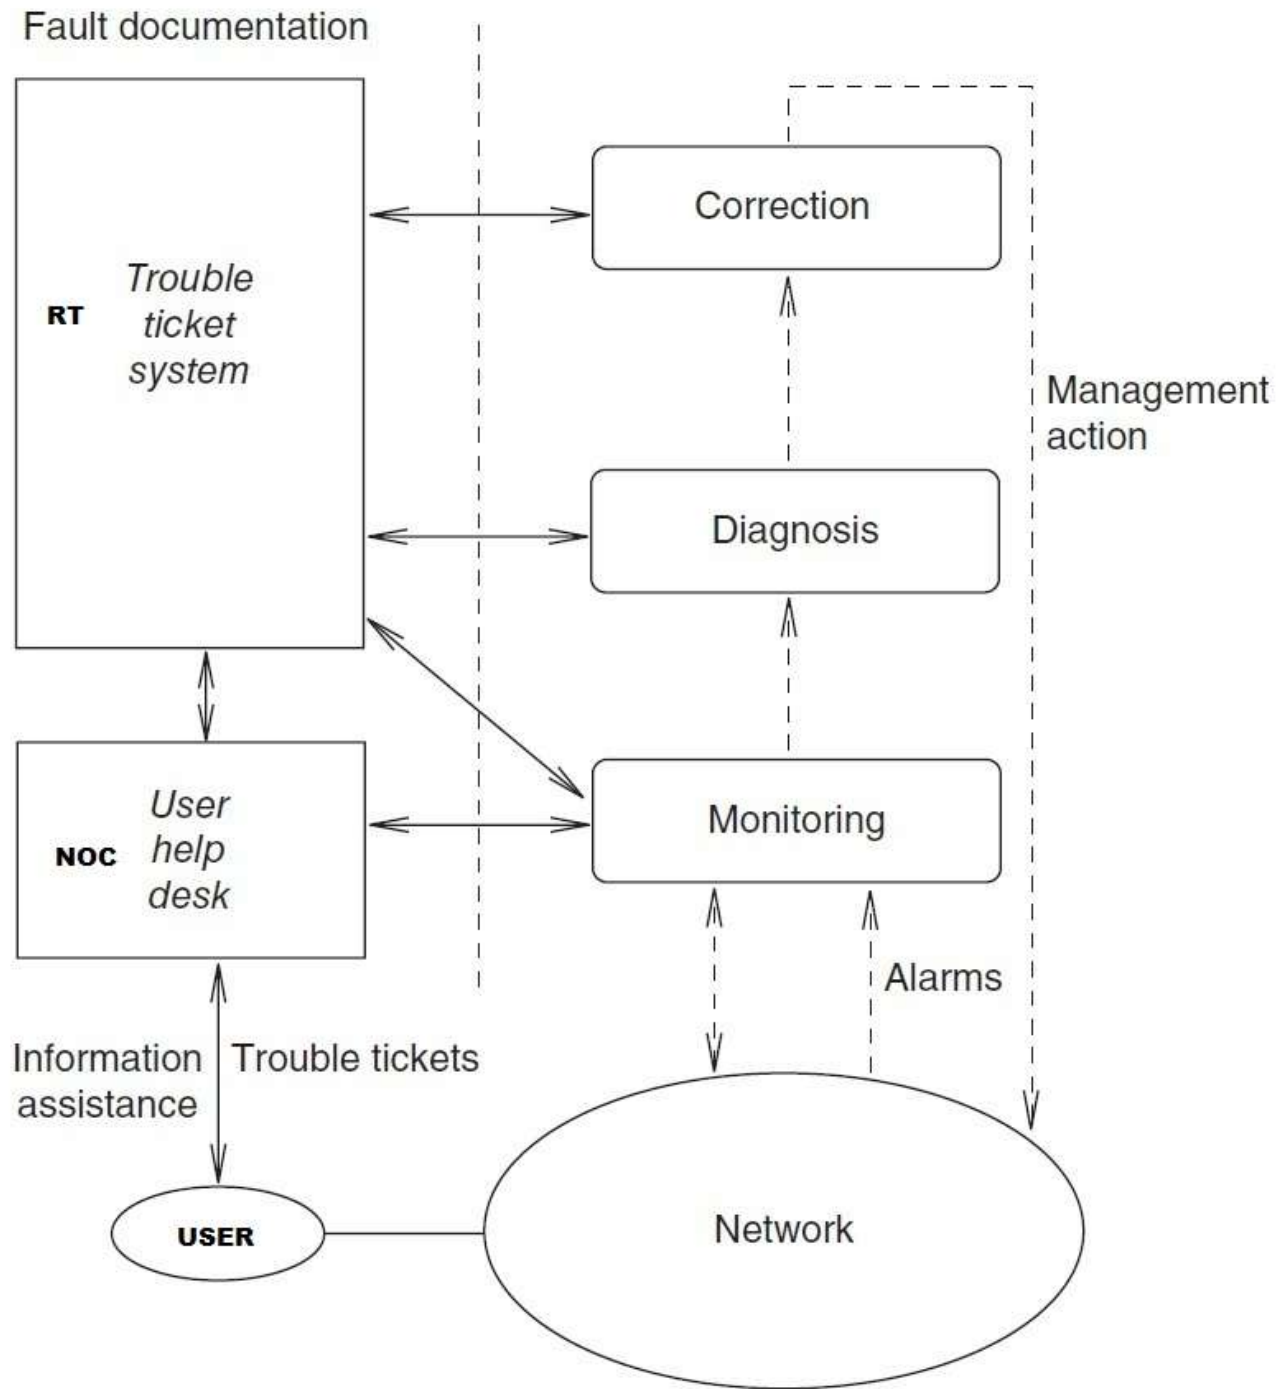 Fault documentation
Correction
Trouble
RT
ticket
system
Management
action
Diagnosis
User
NOC
help
desk
Monitoring
Alarms
Information
assistance
Trouble tickets
USER
Network